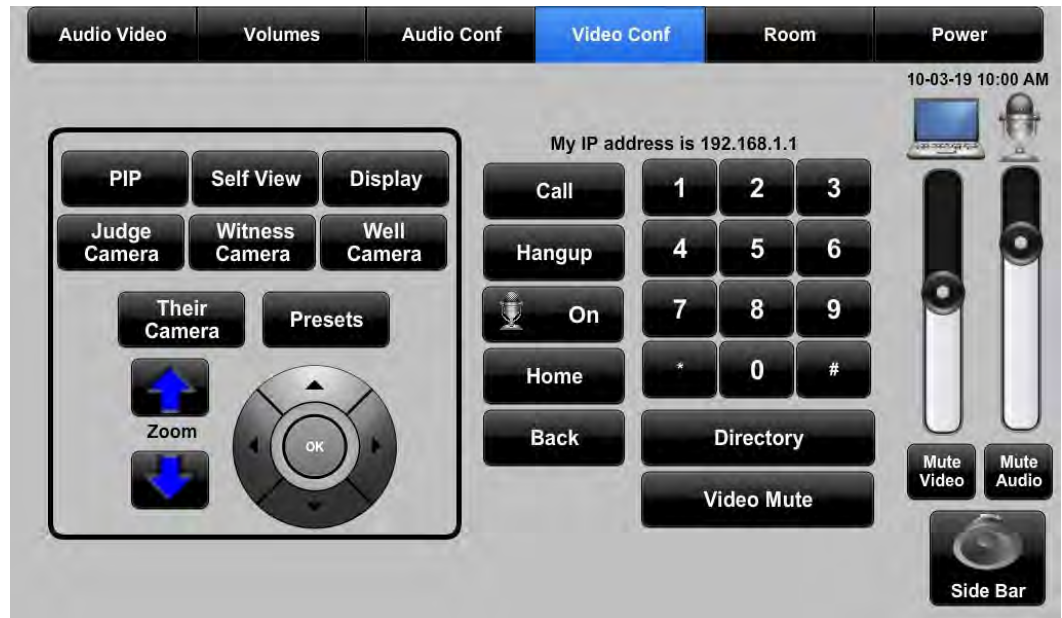 Audio Video
Volumes
Audio Conf
Video Conf
Room
Power
10-03-19 10:00 AM
My IP address is 192.168.1.1
PIP
Self View
Display
Judge
Camera
Witness
Camera
Well
Camera
Their
Camera
Presets
Zoom
OK
Call
Hangup
On
Home
Back
1
2
3
4
5
6
7
8
9
*
0
#
Directory
Video Mute
Mute
Video
Mute
Audio
Side Bar